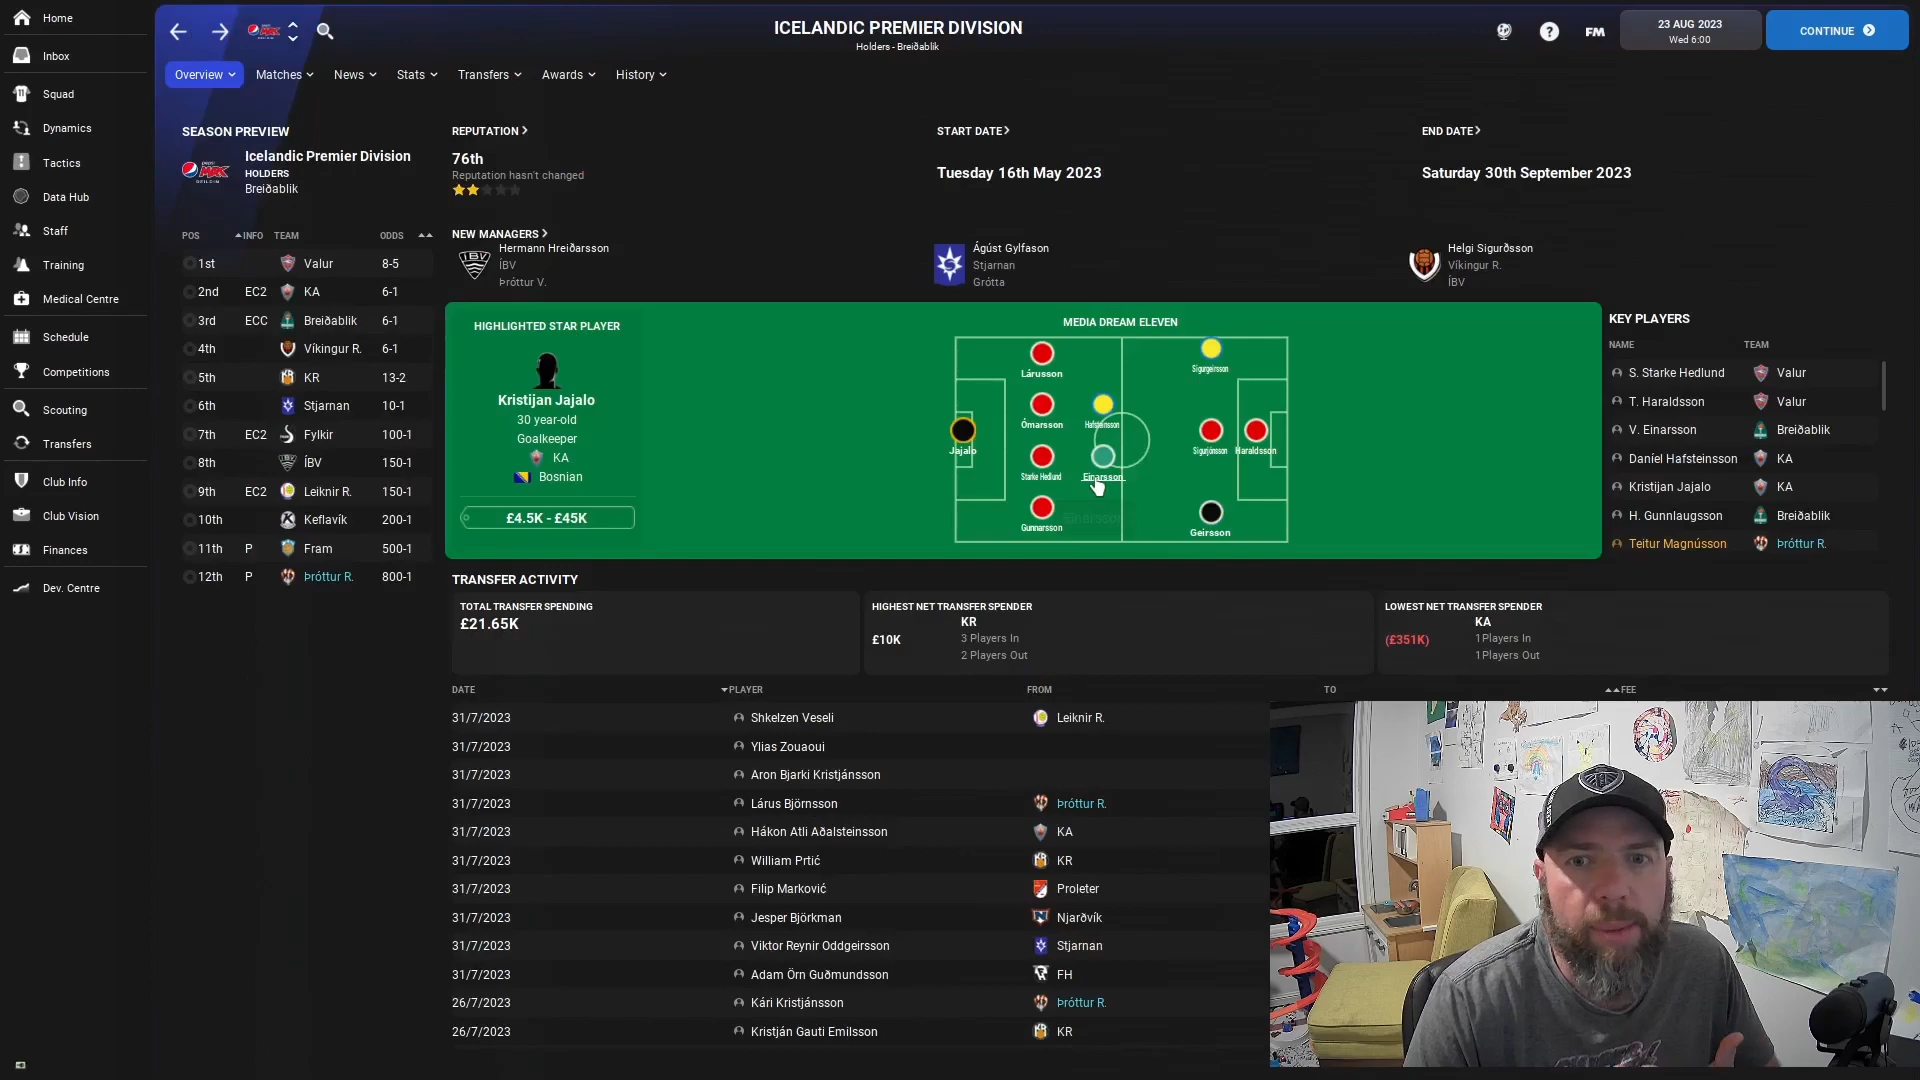 Home
Inbox
Squad
Dynamics
Tactics
Data Hub
Staff
Training
Medical Centre
Schedule
Competitions
Scouting
Transfers
Club Info
Club Vision
Finances
Dev. Centre
ICELANDIC PREMIER DIVISION
Holders - Breiðablik
FM
23 AUG 2023
Wed 6:00
CONTINUE
Overview Matches News Stats Transfers Awards History
SEASON PREVIEW
Icelandic Premier Division
HOLDERS
Breiðablik
POS INFO TEAM ODDS
1st Valur 8-5
2nd EC2 KA 6-1
3rd ECC Breiðablik 6-1
4th Víkingur R. 6-1
5th KR 13-2
6th Stjarnan 10-1
7th EC2 Fylkir 100-1
8th ÍBV 150-1
9th EC2 Leiknir R. 150-1
10th Keflavík 200-1
11th P Fram 500-1
12th P Þróttur R. 800-1
REPUTATION
76th
Reputation hasn't changed
START DATE
Tuesday 16th May 2023
END DATE
Saturday 30th September 2023
NEW MANAGERS
Hermann Hreiðarsson
ÍBV
Þróttur V.
Ágúst Gylfason
Stjarnan
Grótta
Helgi Sigurðsson
Víkingur R.
ÍBV
HIGHLIGHTED STAR PLAYER
Kristijan Jajalo
30 year-old
Goalkeeper
KA
Bosnian
£4.5K - £45K
MEDIA DREAM ELEVEN
Lárusson
Sigurgeirsson
Ómarsson
Hafsteinsson
Jajalo
Sigurjónsson
Haraldsson
Starke Hedlund
Einarsson
Gunnarsson
Geirsson
KEY PLAYERS
NAME TEAM
S. Starke Hedlund Valur
T. Haraldsson Valur
V. Einarsson Breiðablik
Daníel Hafsteinsson KA
Kristijan Jajalo KA
H. Gunnlaugsson Breiðablik
Teitur Magnússon Þróttur R.
TRANSFER ACTIVITY
TOTAL TRANSFER SPENDING
£21.65K
HIGHEST NET TRANSFER SPENDER
£10K
KR
3 Players In
2 Players Out
LOWEST NET TRANSFER SPENDER
(£351K)
KA
1 Players In
1 Players Out
DATE PLAYER FROM TO FEE
31/7/2023 Shkelzen Veseli Leiknir R.
31/7/2023 Ylias Zouaoui
31/7/2023 Aron Bjarki Kristjánsson
31/7/2023 Lárus Björnsson Þróttur R.
31/7/2023 Hákon Atli Aðalsteinsson KA
31/7/2023 William Prtić KR
31/7/2023 Filip Marković Proleter
31/7/2023 Jesper Björkman Njarðvík
31/7/2023 Viktor Reynir Oddgeirsson Stjarnan
31/7/2023 Adam Örn Guðmundsson FH
26/7/2023 Kári Kristjánsson Þróttur R.
26/7/2023 Kristján Gauti Emilsson KR